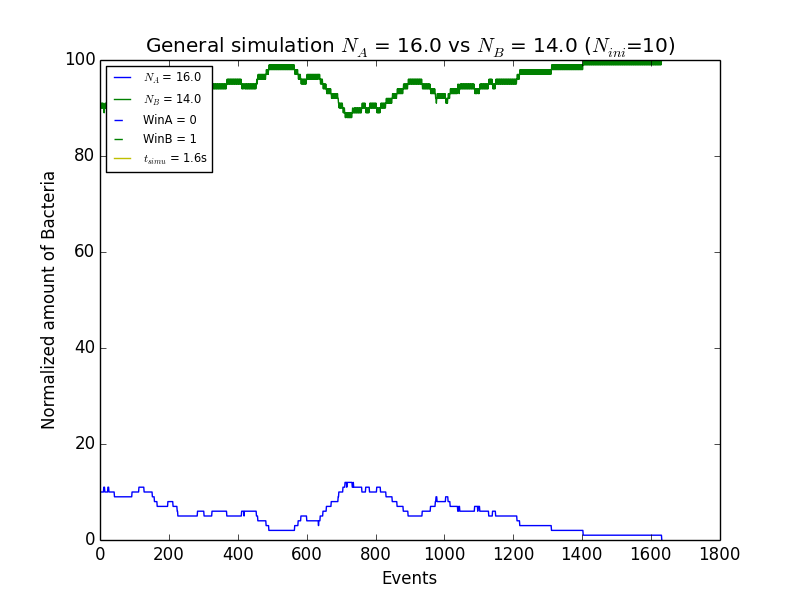 General simulation N_A = 16.0 vs N_B = 14.0 (N_ini=10)
N_A = 16.0
N_B = 14.0
WinA = 0
WinB = 1
t_simu = 1.6s
Normalized amount of Bacteria
100
80
60
40
20
0
0 200 400 600 800 1000 1200 1400 1600 1800
Events